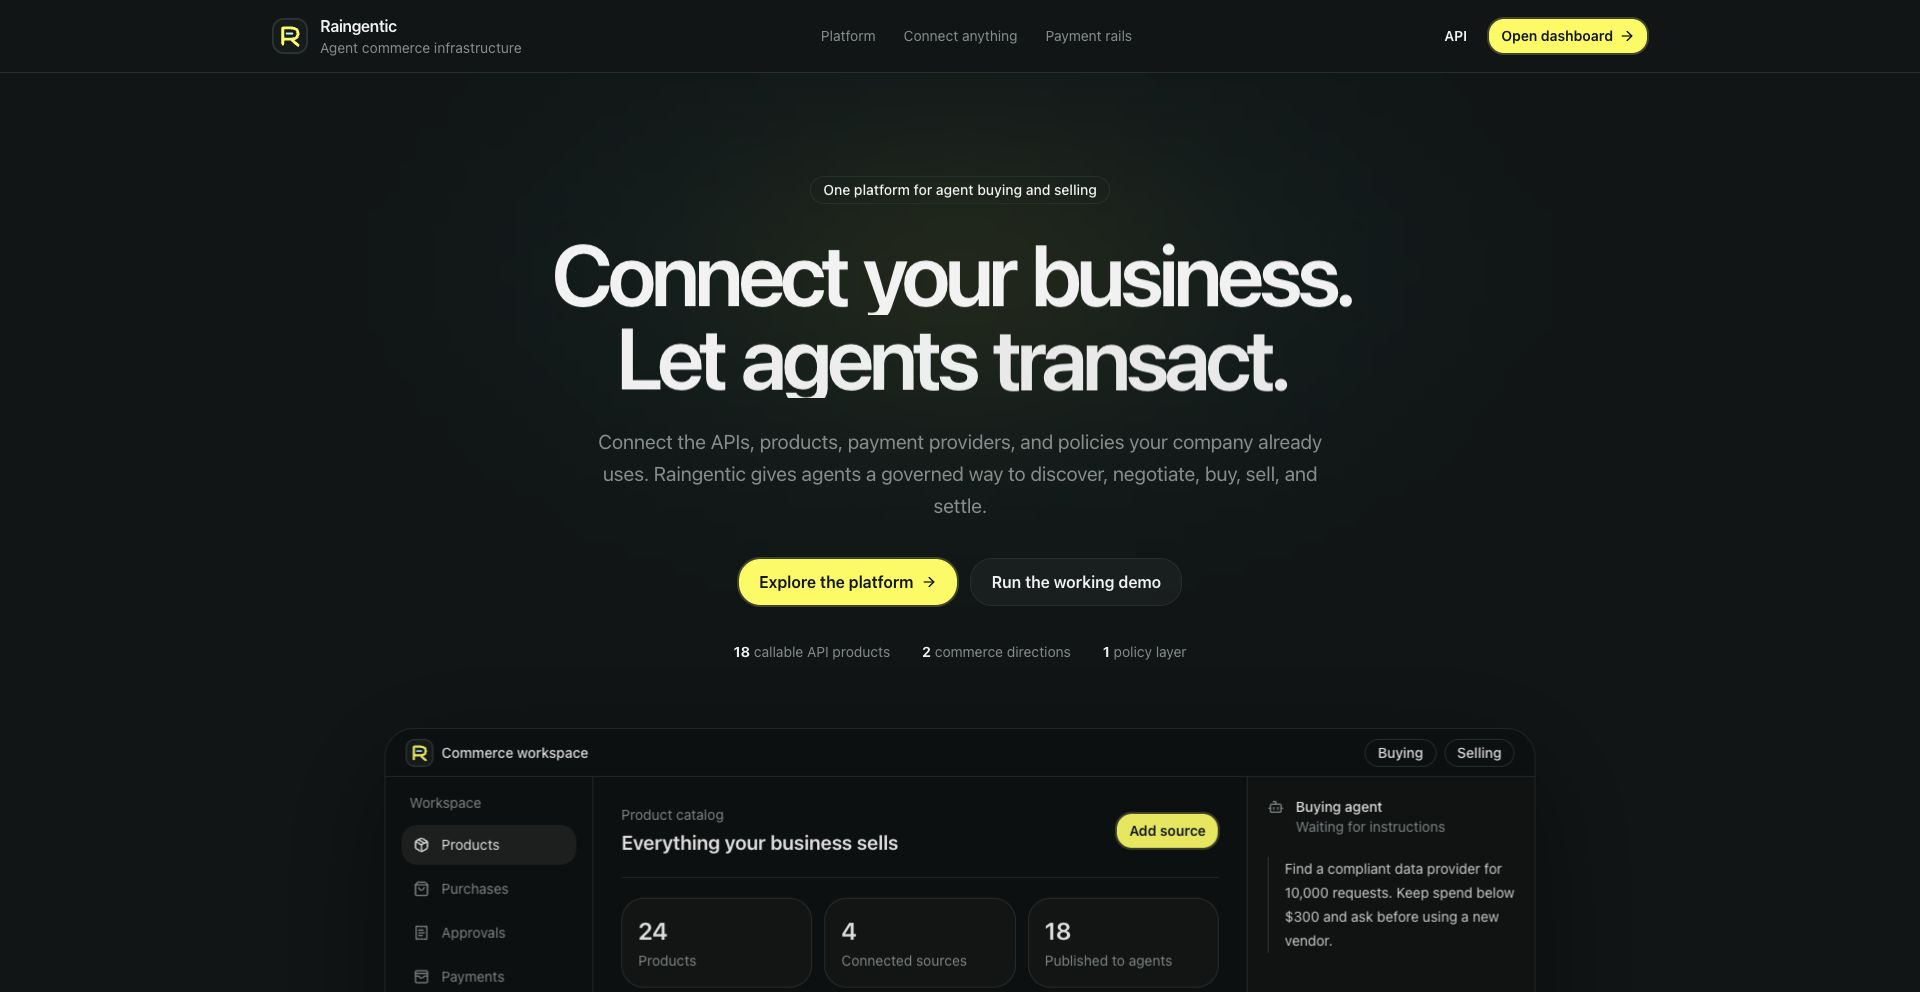 Raingentic
Agent commerce infrastructure
Platform
Connect anything
Payment rails
API
Open dashboard
One platform for agent buying and selling
Connect your business.
Let agents transact.
Connect the APIs, products, payment providers, and policies your company already
uses. Raingentic gives agents a governed way to discover, negotiate, buy, sell, and
settle.
Explore the platform
Run the working demo
18 callable API products
2 commerce directions
1 policy layer
R Commerce workspace
Buying
Selling
Workspace
Products
Purchases
Approvals
Payments
Product catalog
Everything your business sells
Add source
24
Products
4
Connected sources
18
Published to agents
Buying agent
Waiting for instructions
Find a compliant data provider for
10,000 requests. Keep spend below
$300 and ask before using a new
vendor.